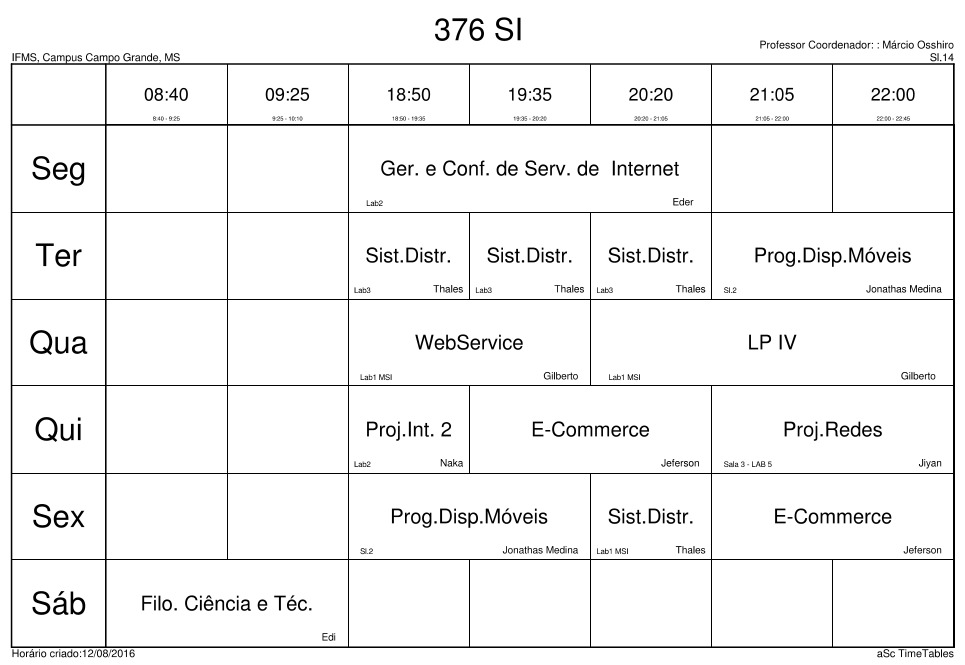 376 SI
Professor Coordenador: : Márcio Osshiro
IFMS, Campus Campo Grande, MS
SI.14
08:40 09:25 18:50 19:35 20:20 21:05 22:00
8:40 - 9:25 9:25 - 10:10 18:50 - 19:35 19:35 - 20:20 20:20 - 21:05 21:05 - 22:00 22:00 - 22:45
Seg Ger. e Conf. de Serv. de Internet
Lab2 Eder
Ter Sist.Distr. Sist.Distr. Sist.Distr. Prog.Disp.Móveis
Lab3 Thales Lab3 Thales Lab3 Thales SI.2 Jonathas Medina
Qua WebService LP IV
Lab1 MSI Gilberto Lab1 MSI Gilberto
Qui Proj.Int. 2 E-Commerce Proj.Redes
Lab2 Naka Jeferson Sala 3 - LAB 5 Jiyan
Sex Prog.Disp.Móveis Sist.Distr. E-Commerce
SI.2 Jonathas Medina Lab1 MSI Thales Jeferson
Sáb Filo. Ciência e Téc.
Edi
Horário criado:12/08/2016 aSc TimeTables